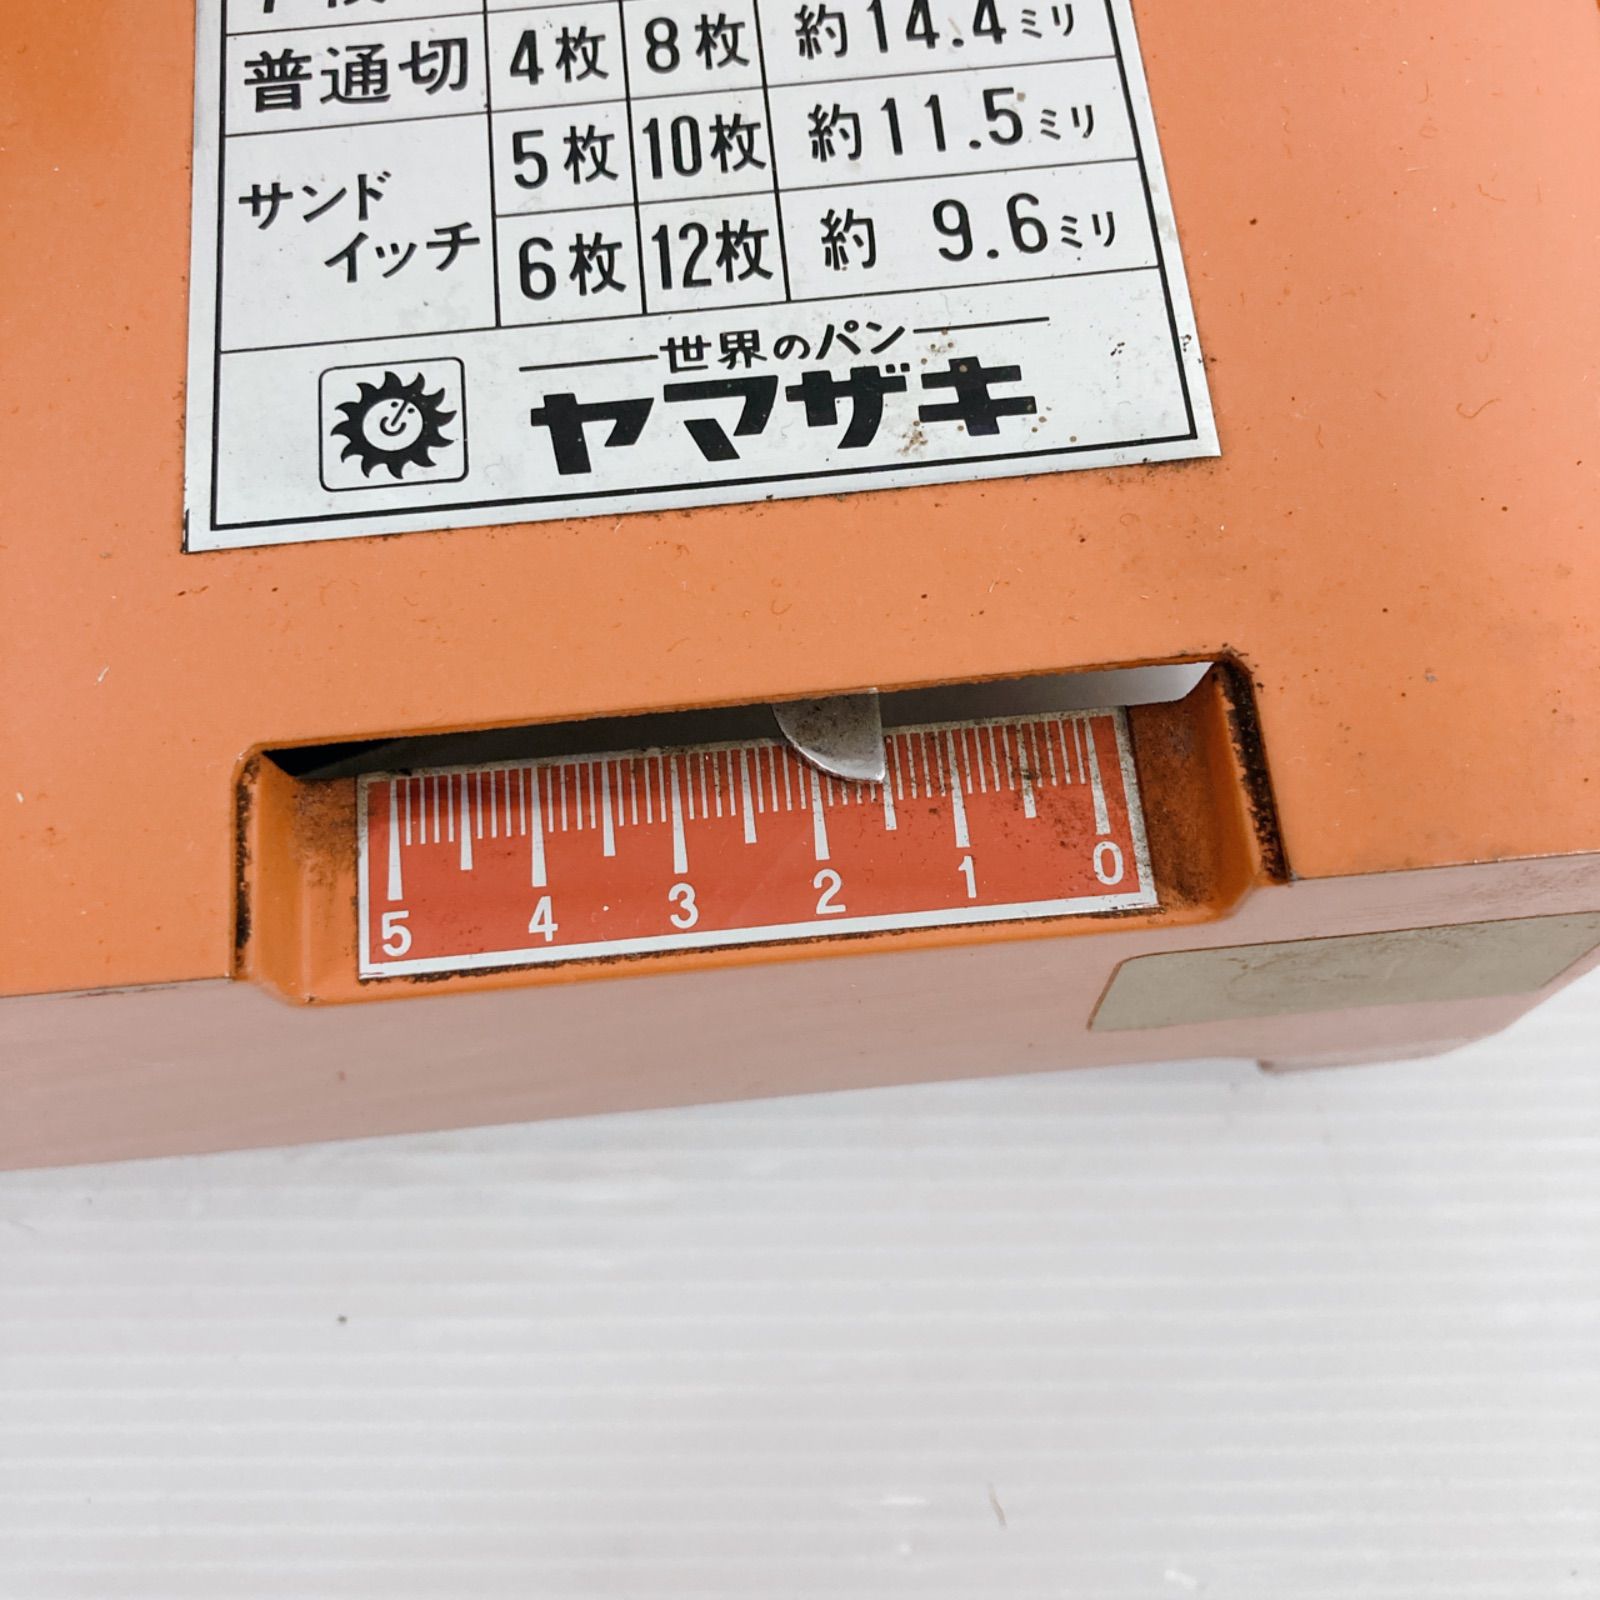 普通切 4枚 8枚 約14.4ミリ
サンドイッチ 5枚 10枚 約11.5ミリ
6枚 12枚 約 9.6ミリ
世界のパン
ヤマザキ
5 4 3 2 1 0